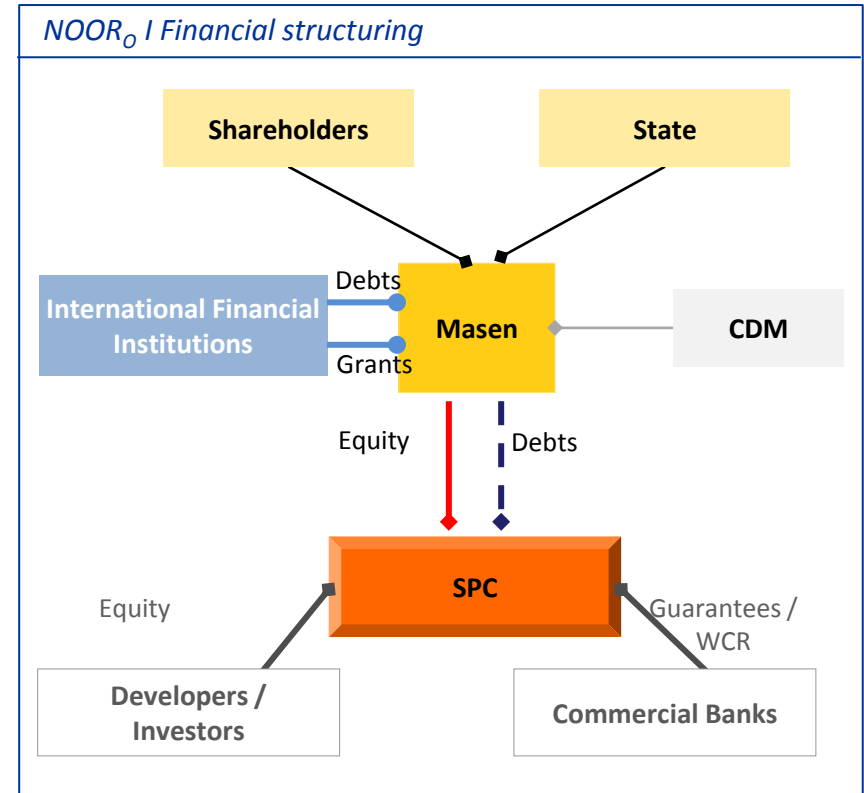 NOORO I Financial structuring
Shareholders
State
Debts
International Financial
Institutions
Grants
Masen
CDM
Equity
Debts
SPC
Equity
Guarantees /
WCR
Developers /
Investors
Commercial Banks